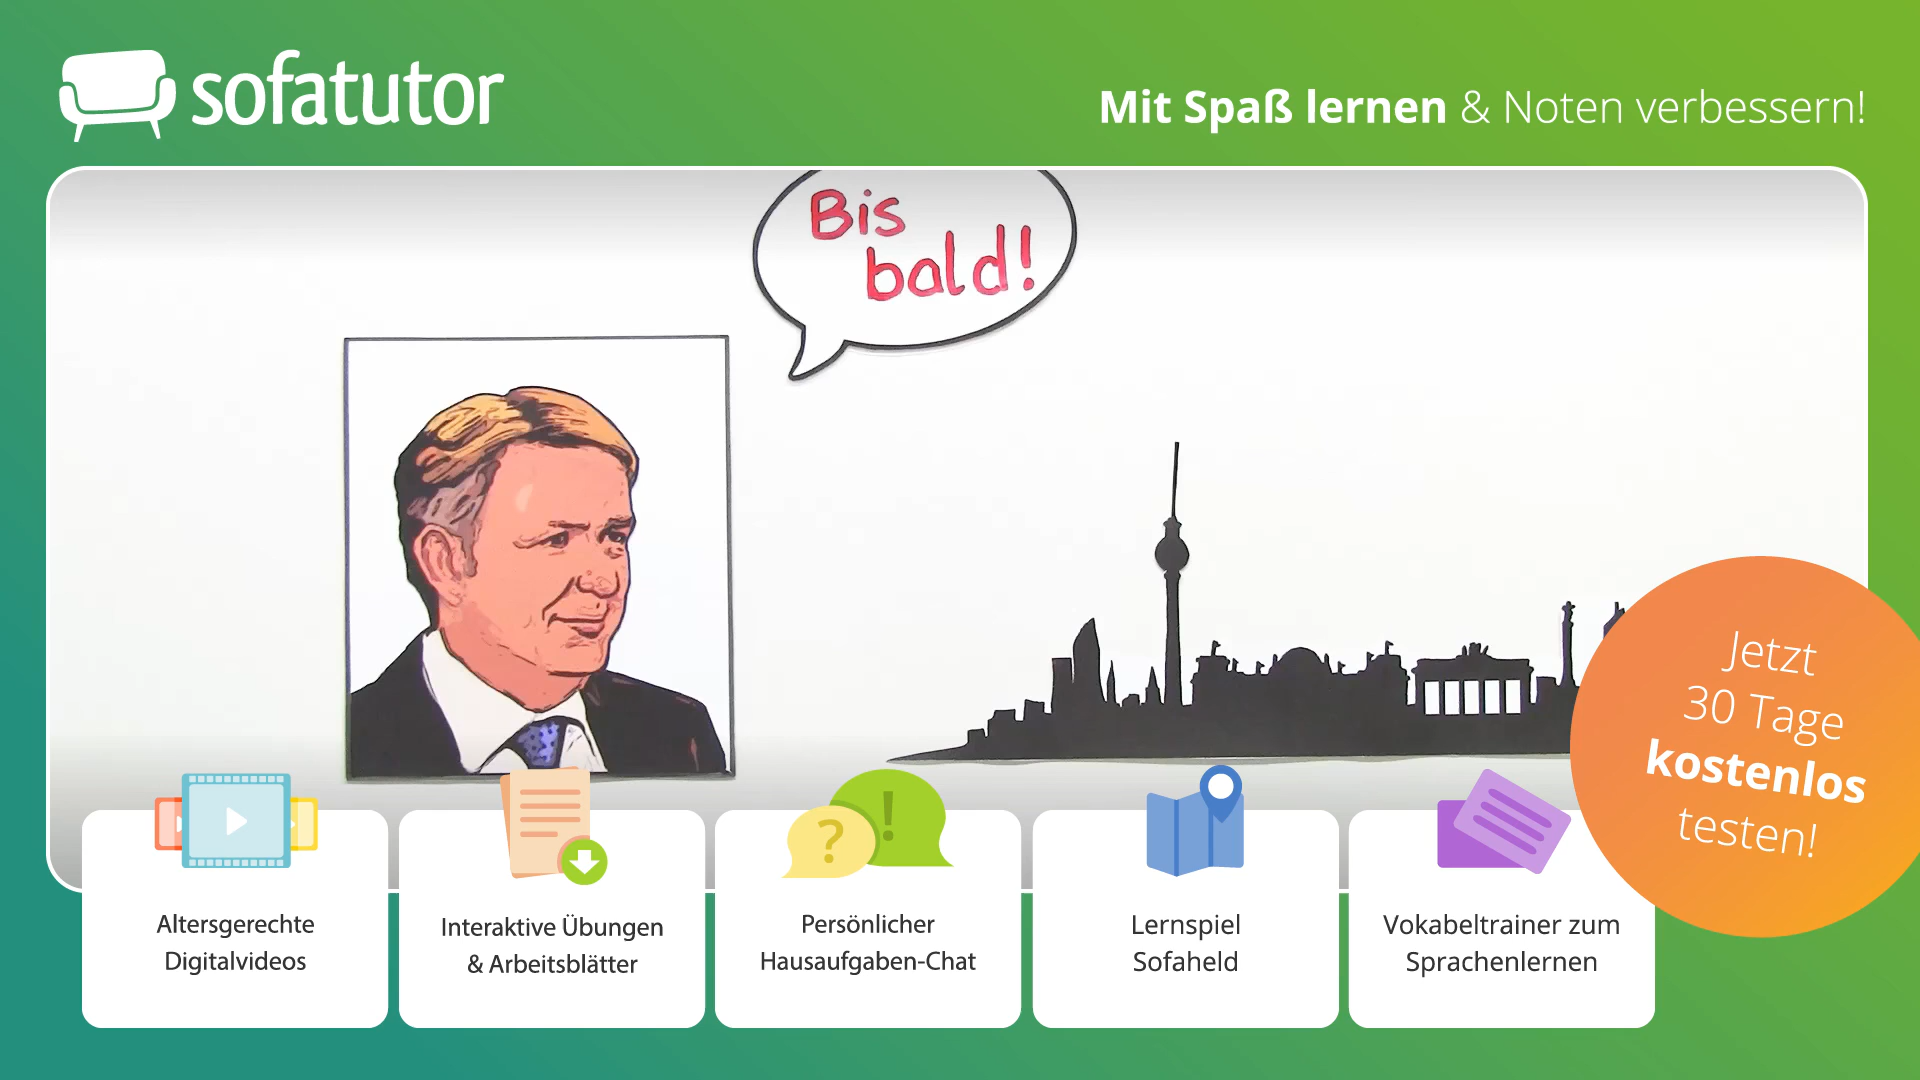 sofatutor
Mit Spaß lernen & Noten verbessern!
Bis
bald!
Jetzt
30 Tage
kostenlos
testen!
?
!
Altersgerechte
Digitalvideos
Interaktive Übungen
& Arbeitsblätter
Persönlicher
Hausaufgaben-Chat
Lernspiel
Sofaheld
Vokabeltrainer zum
Sprachenlernen